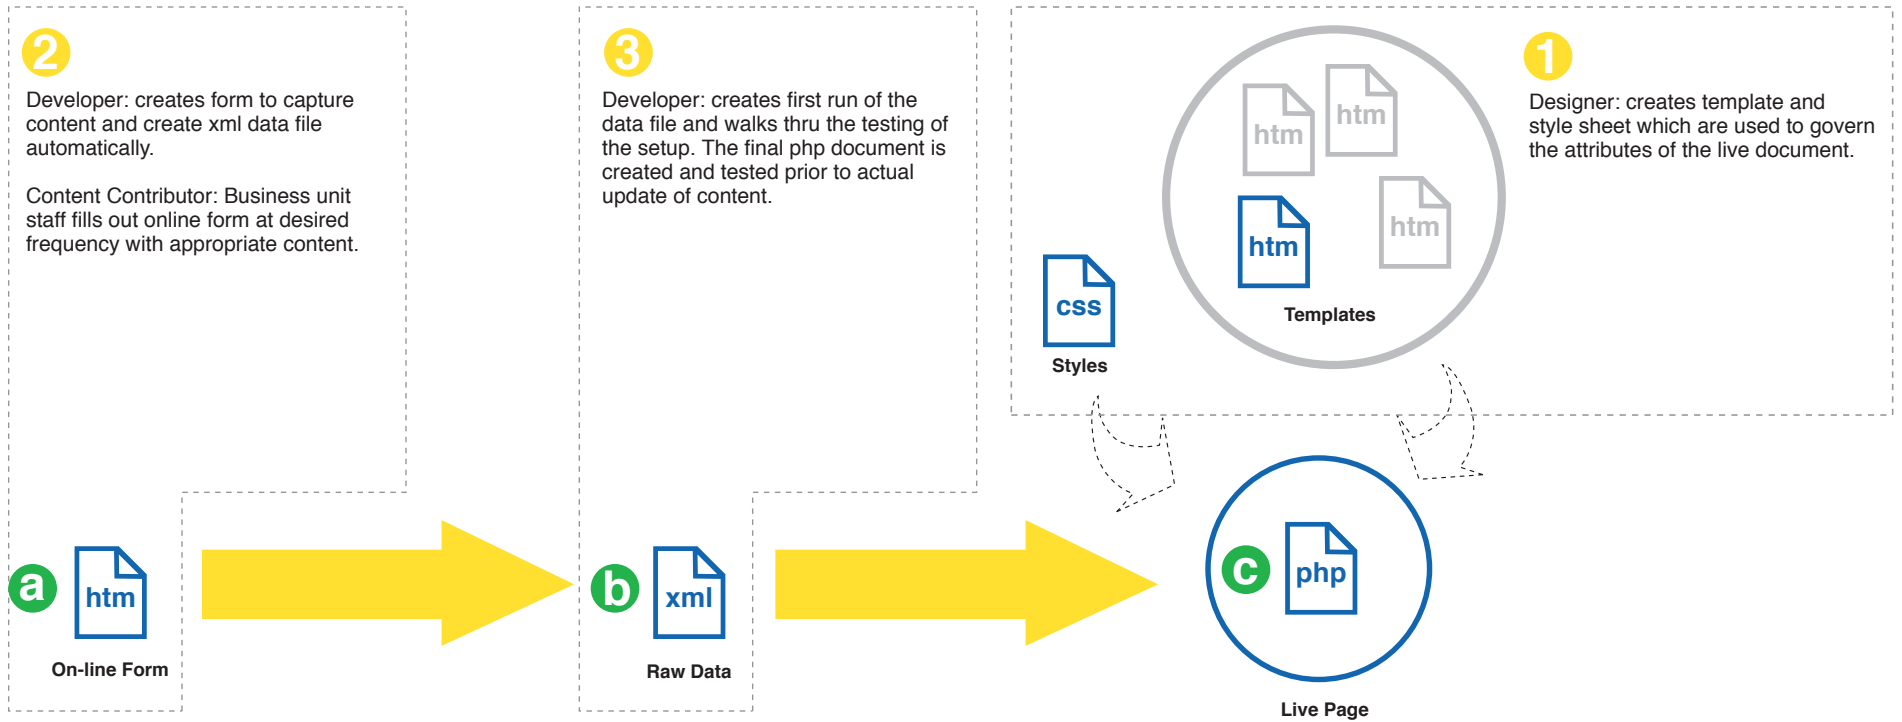 2
Developer: creates form to capture
content and create xml data file
automatically.
Content Contributor: Business unit
staff fills out online form at desired
frequency with appropriate content.
a
htm
On-line Form
3
Developer: creates first run of the
data file and walks thru the testing of
the setup. The final php document is
created and tested prior to actual
update of content.
b
xml
Raw Data
1
Designer: creates template and
style sheet which are used to govern
the attributes of the live document.
htm
htm
htm
htm
Templates
css
Styles
c
php
Live Page